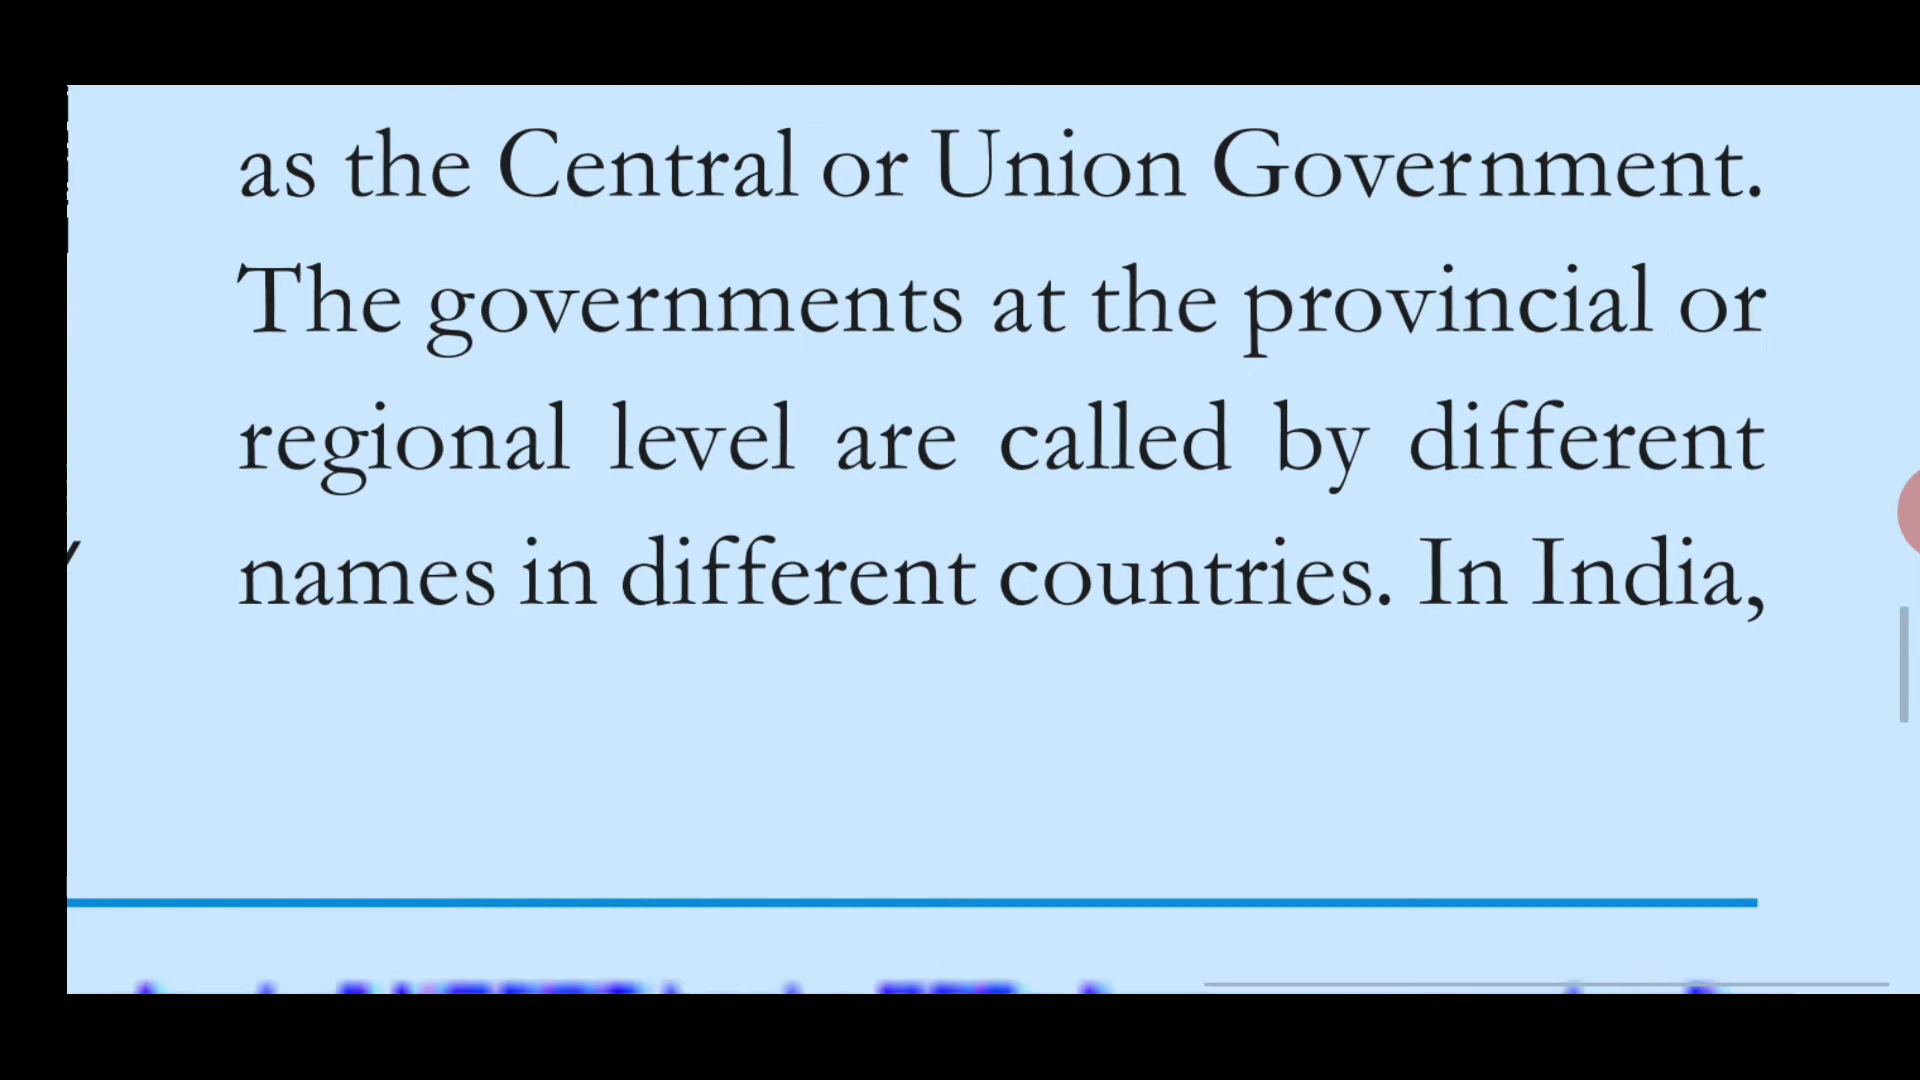 as the Central or Union Government.
The governments at the provincial or
regional level are called by different
names in different countries. In India,